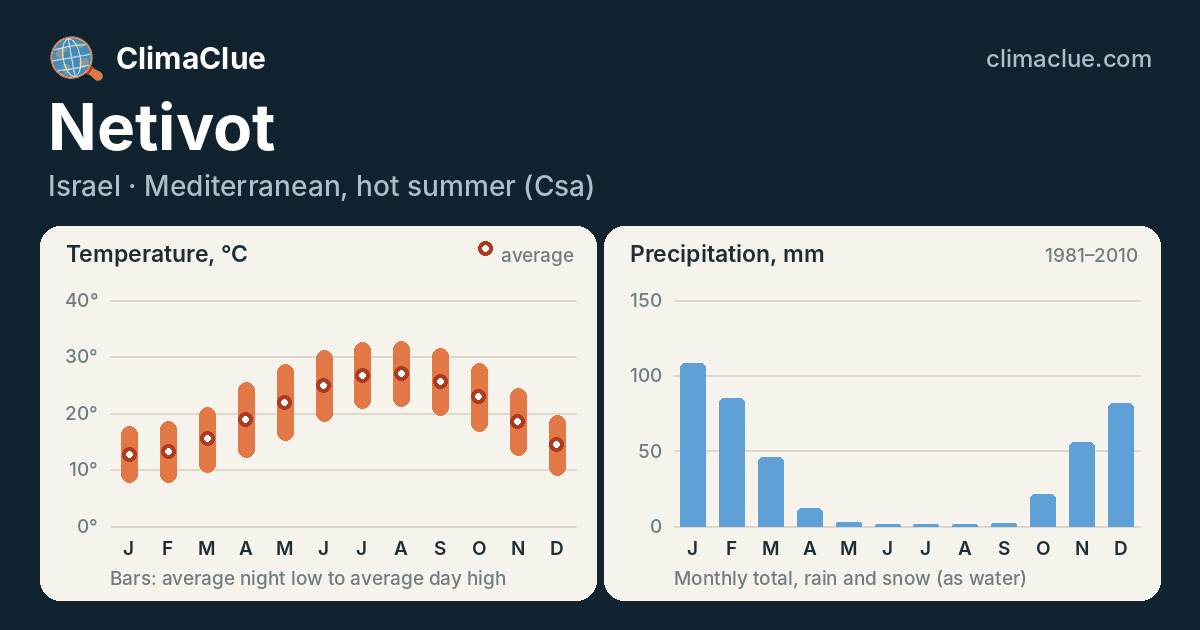 ClimaClue
climaclue.com
Netivot
Israel · Mediterranean, hot summer (Csa)
Temperature, °C
average
40°
30°
20°
10°
0°
J F M A M J J A S O N D
Bars: average night low to average day high
Precipitation, mm
1981–2010
150
100
50
0
J F M A M J J A S O N D
Monthly total, rain and snow (as water)